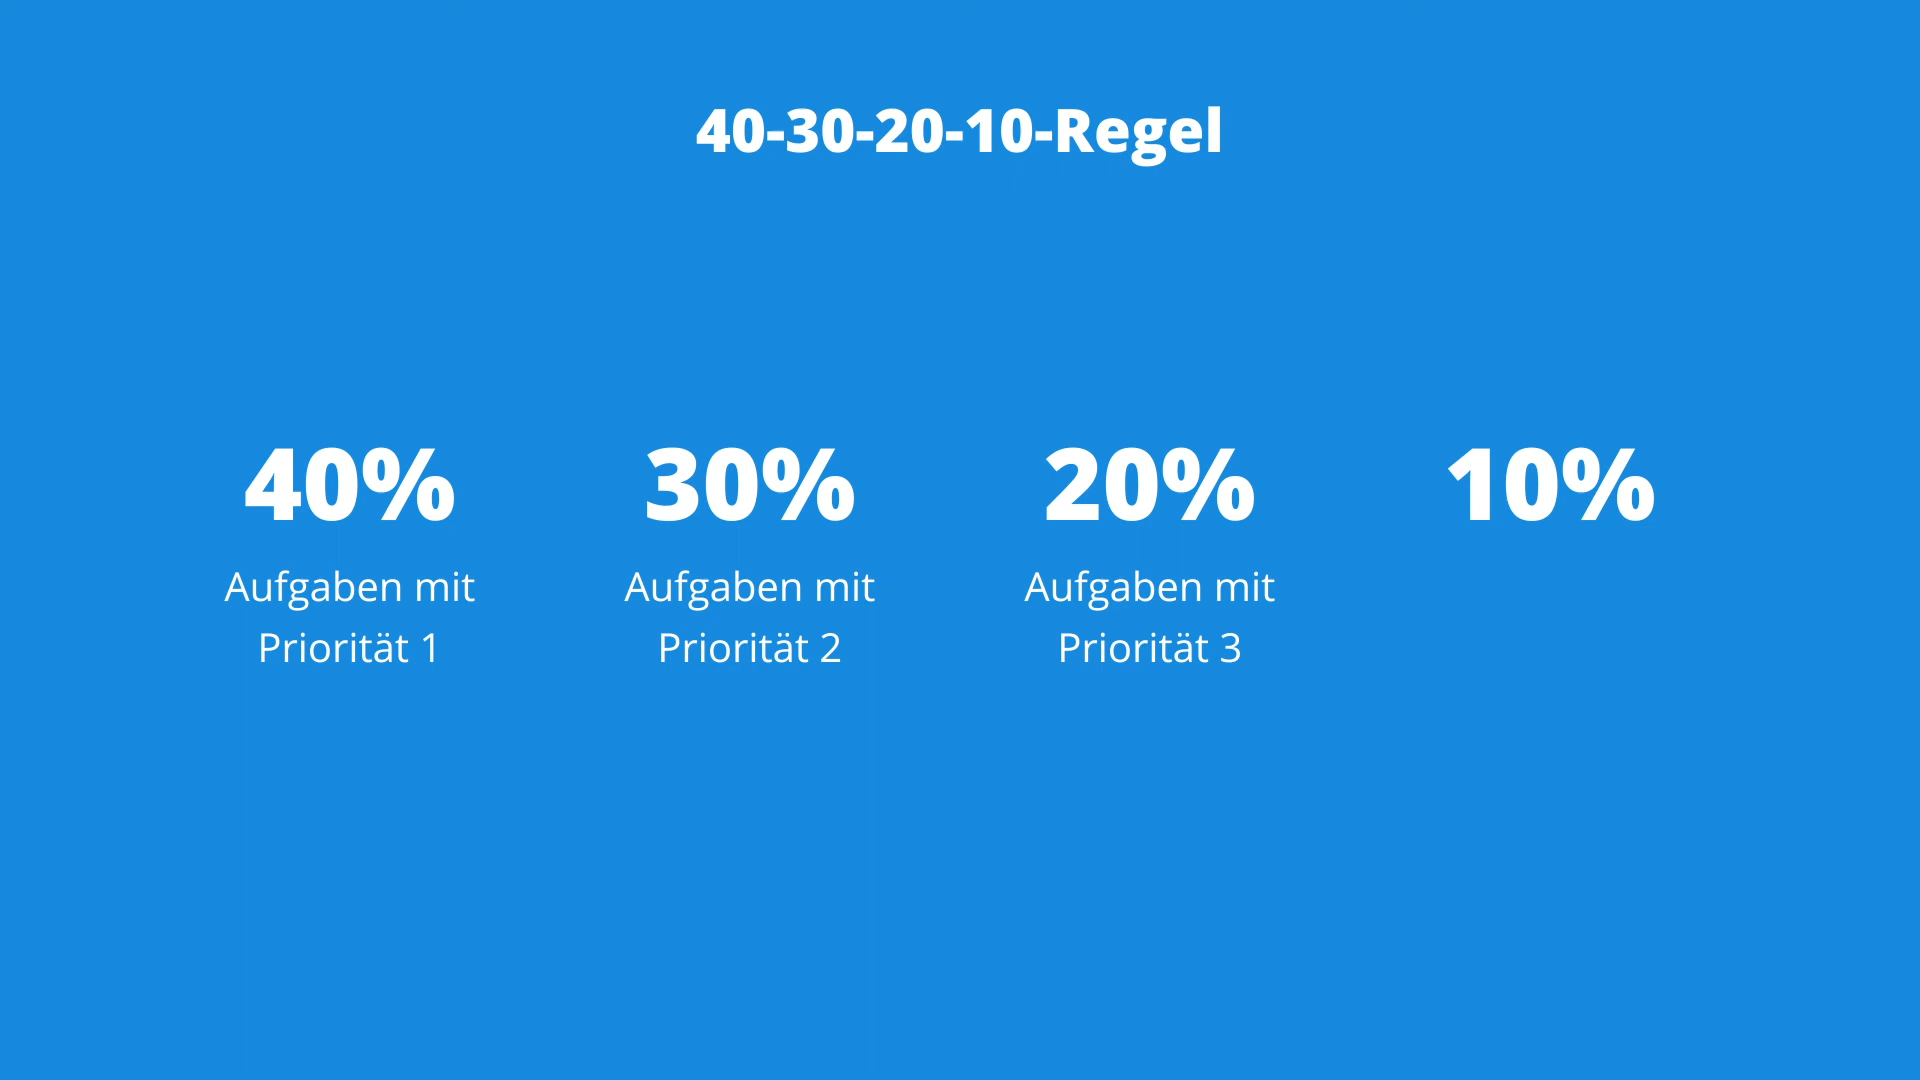 40-30-20-10-Regel
40%
Aufgaben mit
Priorität 1
30%
Aufgaben mit
Priorität 2
20%
Aufgaben mit
Priorität 3
10%